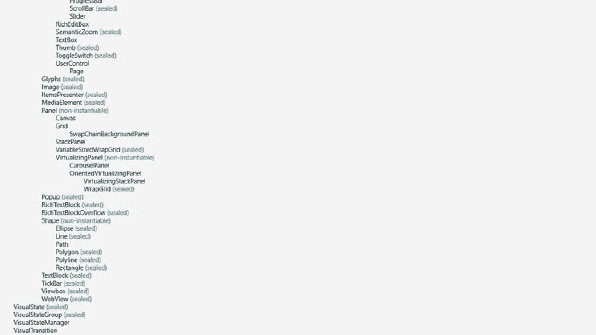 ProgressBar
ScrollBar (sealed)
Slider
RichEditBox
SemanticZoom (sealed)
TextBox
Thumb (sealed)
ToggleSwitch (sealed)
UserControl
Page
Glyphs (sealed)
Image (sealed)
ItemsPresenter (sealed)
MediaElement (sealed)
Panel (non-instantiable)
Canvas
Grid
SwapChainBackgroundPanel
StackPanel
VariableSizedWrapGrid (sealed)
VirtualizingPanel (non-instantiable)
CarouselPanel
OrientedVirtualizingPanel
VirtualizingStackPanel
WrapGrid (sealed)
Popup (sealed)
RichTextBlock (sealed)
RichTextBlockOverflow (sealed)
Shape (non-instantiable)
Ellipse (sealed)
Line (sealed)
Path
Polygon (sealed)
Polyline (sealed)
Rectangle (sealed)
TextBlock (sealed)
TickBar (sealed)
Viewbox (sealed)
WebView (sealed)
VisualState (sealed)
VisualStateGroup (sealed)
VisualStateManager
VisualTransition